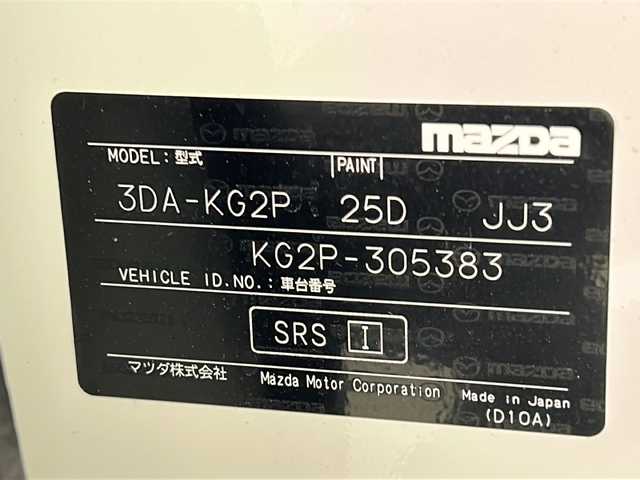 mazda
MODEL：型式 PAINT
3DA-KG2P 25D JJ3
KG2P-305383
VEHICLE ID.NO.：車台番号
SRS I
マツダ株式会社 Mazda Motor Corporation Made in Japan
(D10A)